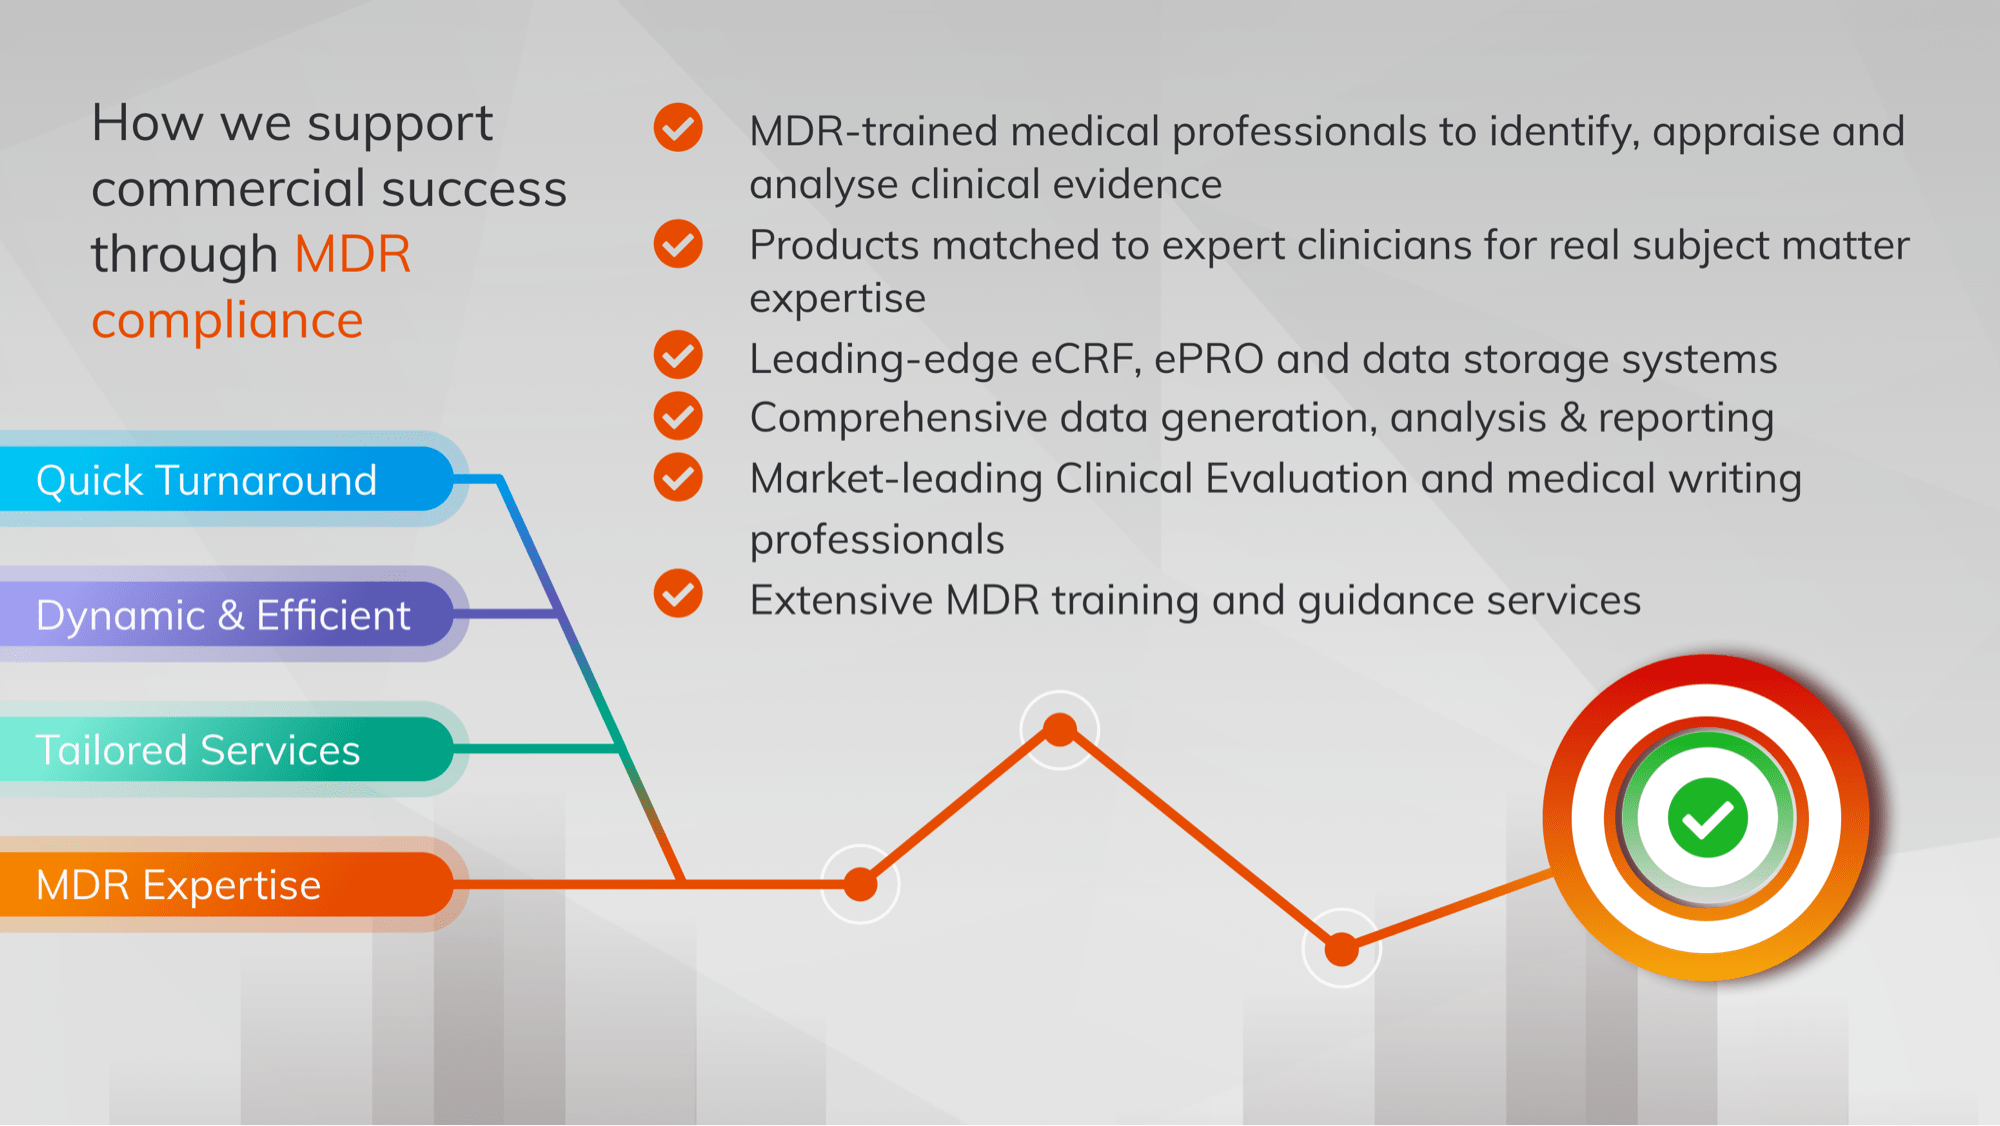 How we support
commercial success
through MDR
compliance
MDR-trained medical professionals to identify, appraise and
analyse clinical evidence
Products matched to expert clinicians for real subject matter
expertise
Leading-edge eCRF, ePRO and data storage systems
Comprehensive data generation, analysis & reporting
Market-leading Clinical Evaluation and medical writing
professionals
Extensive MDR training and guidance services
Quick Turnaround
Dynamic & Efficient
Tailored Services
MDR Expertise